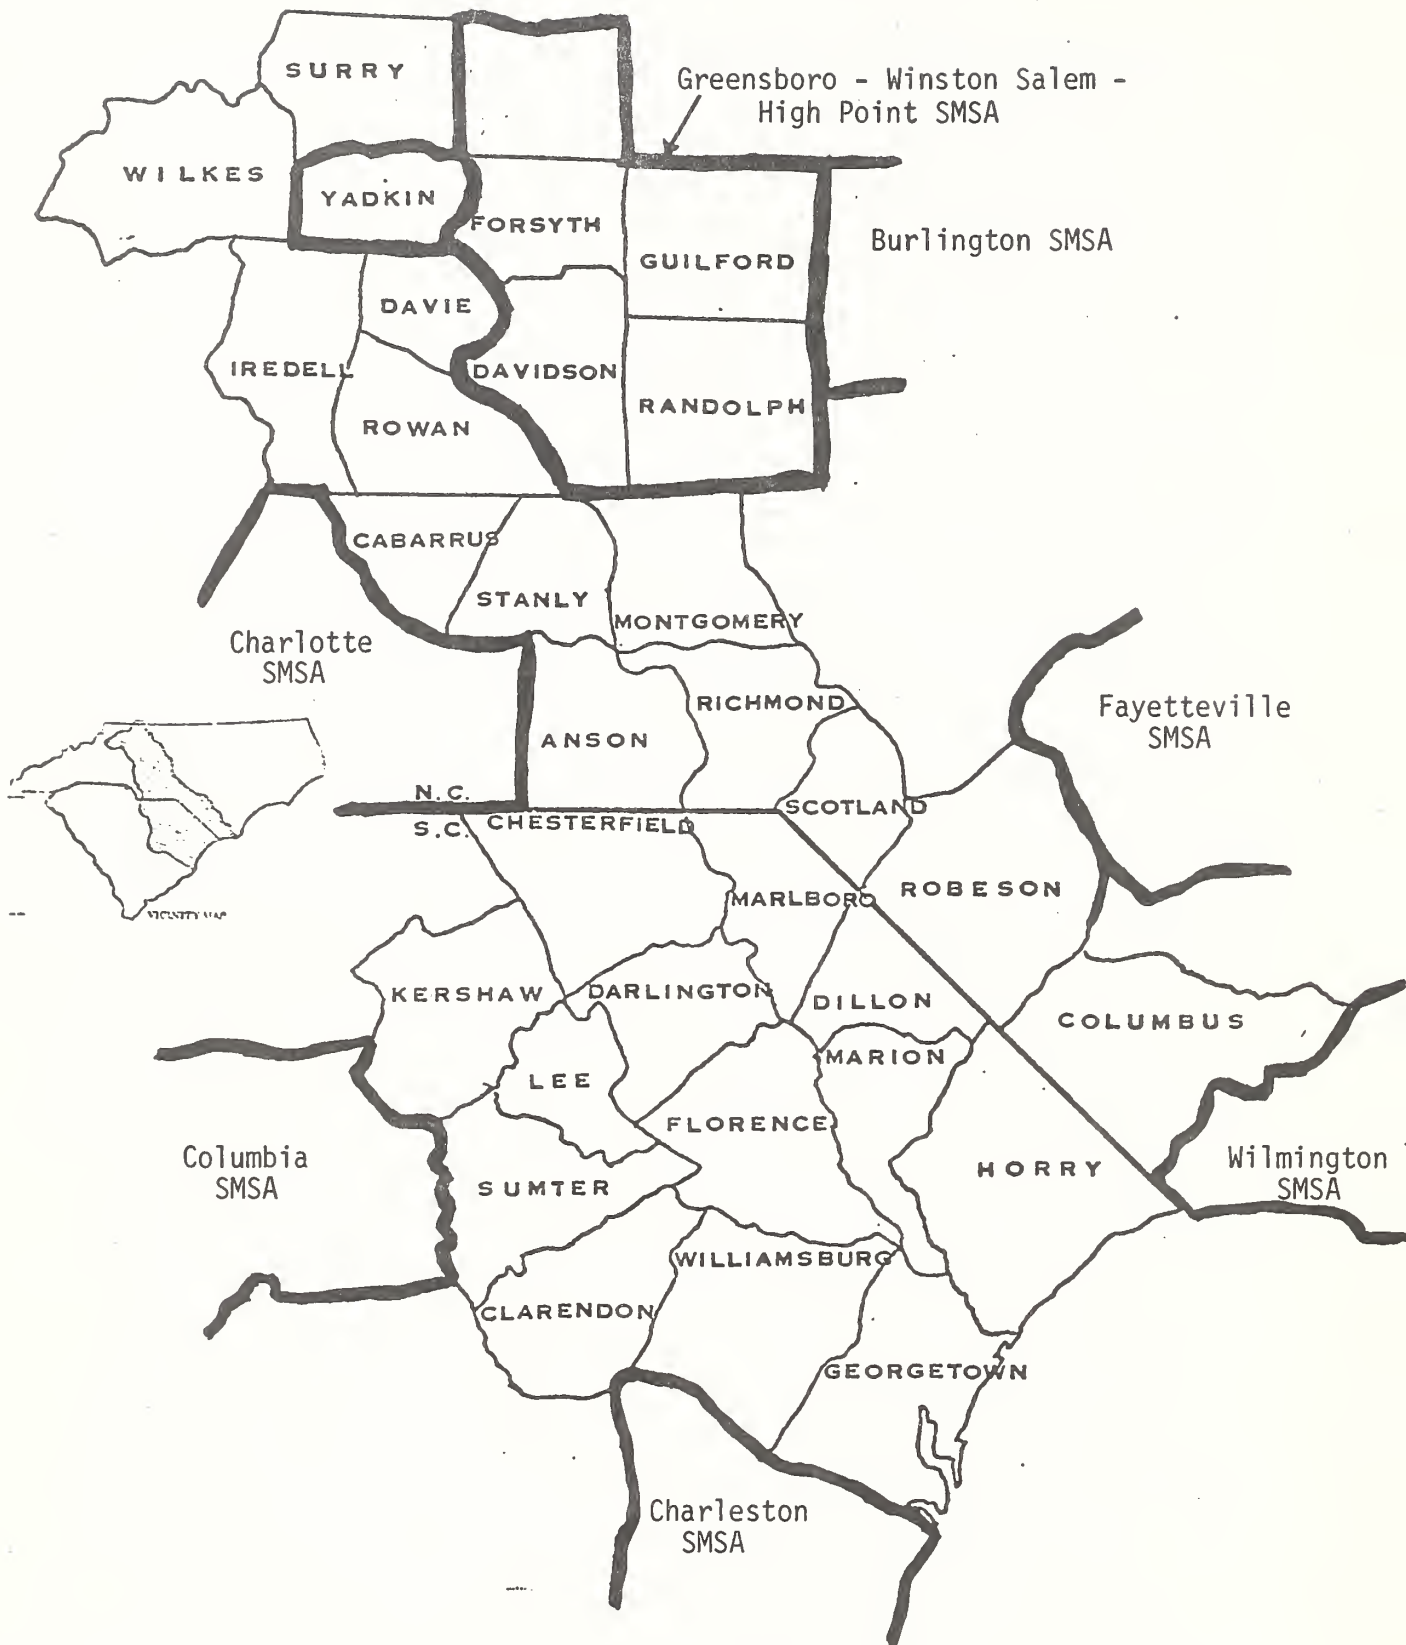 SURRY
Greensboro - Winston Salem -
High Point SMSA
WILKES
YADKIN
FORSYTH
Burlington SMSA
GUILFORD
DAVIE
IREDELL
DAVIDSON
RANDOLPH
ROWAN
CABARRUS
STANLY
MONTGOMERY
Charlotte
SMSA
RICHMOND
Fayetteville
SMSA
ANSON
N.C.
SCOTLAND
S.C.
CHESTERFIELD
ROBESON
MARLBORO
VICINITY MAP
KERSHAW
DARLINGTON
DILLON
COLUMBUS
MARION
LEE
FLORENCE
Columbia
SMSA
HORRY
Wilmington
SMSA
SUMTER
WILLIAMSBURG
CLARENDON
GEORGETOWN
Charleston
SMSA